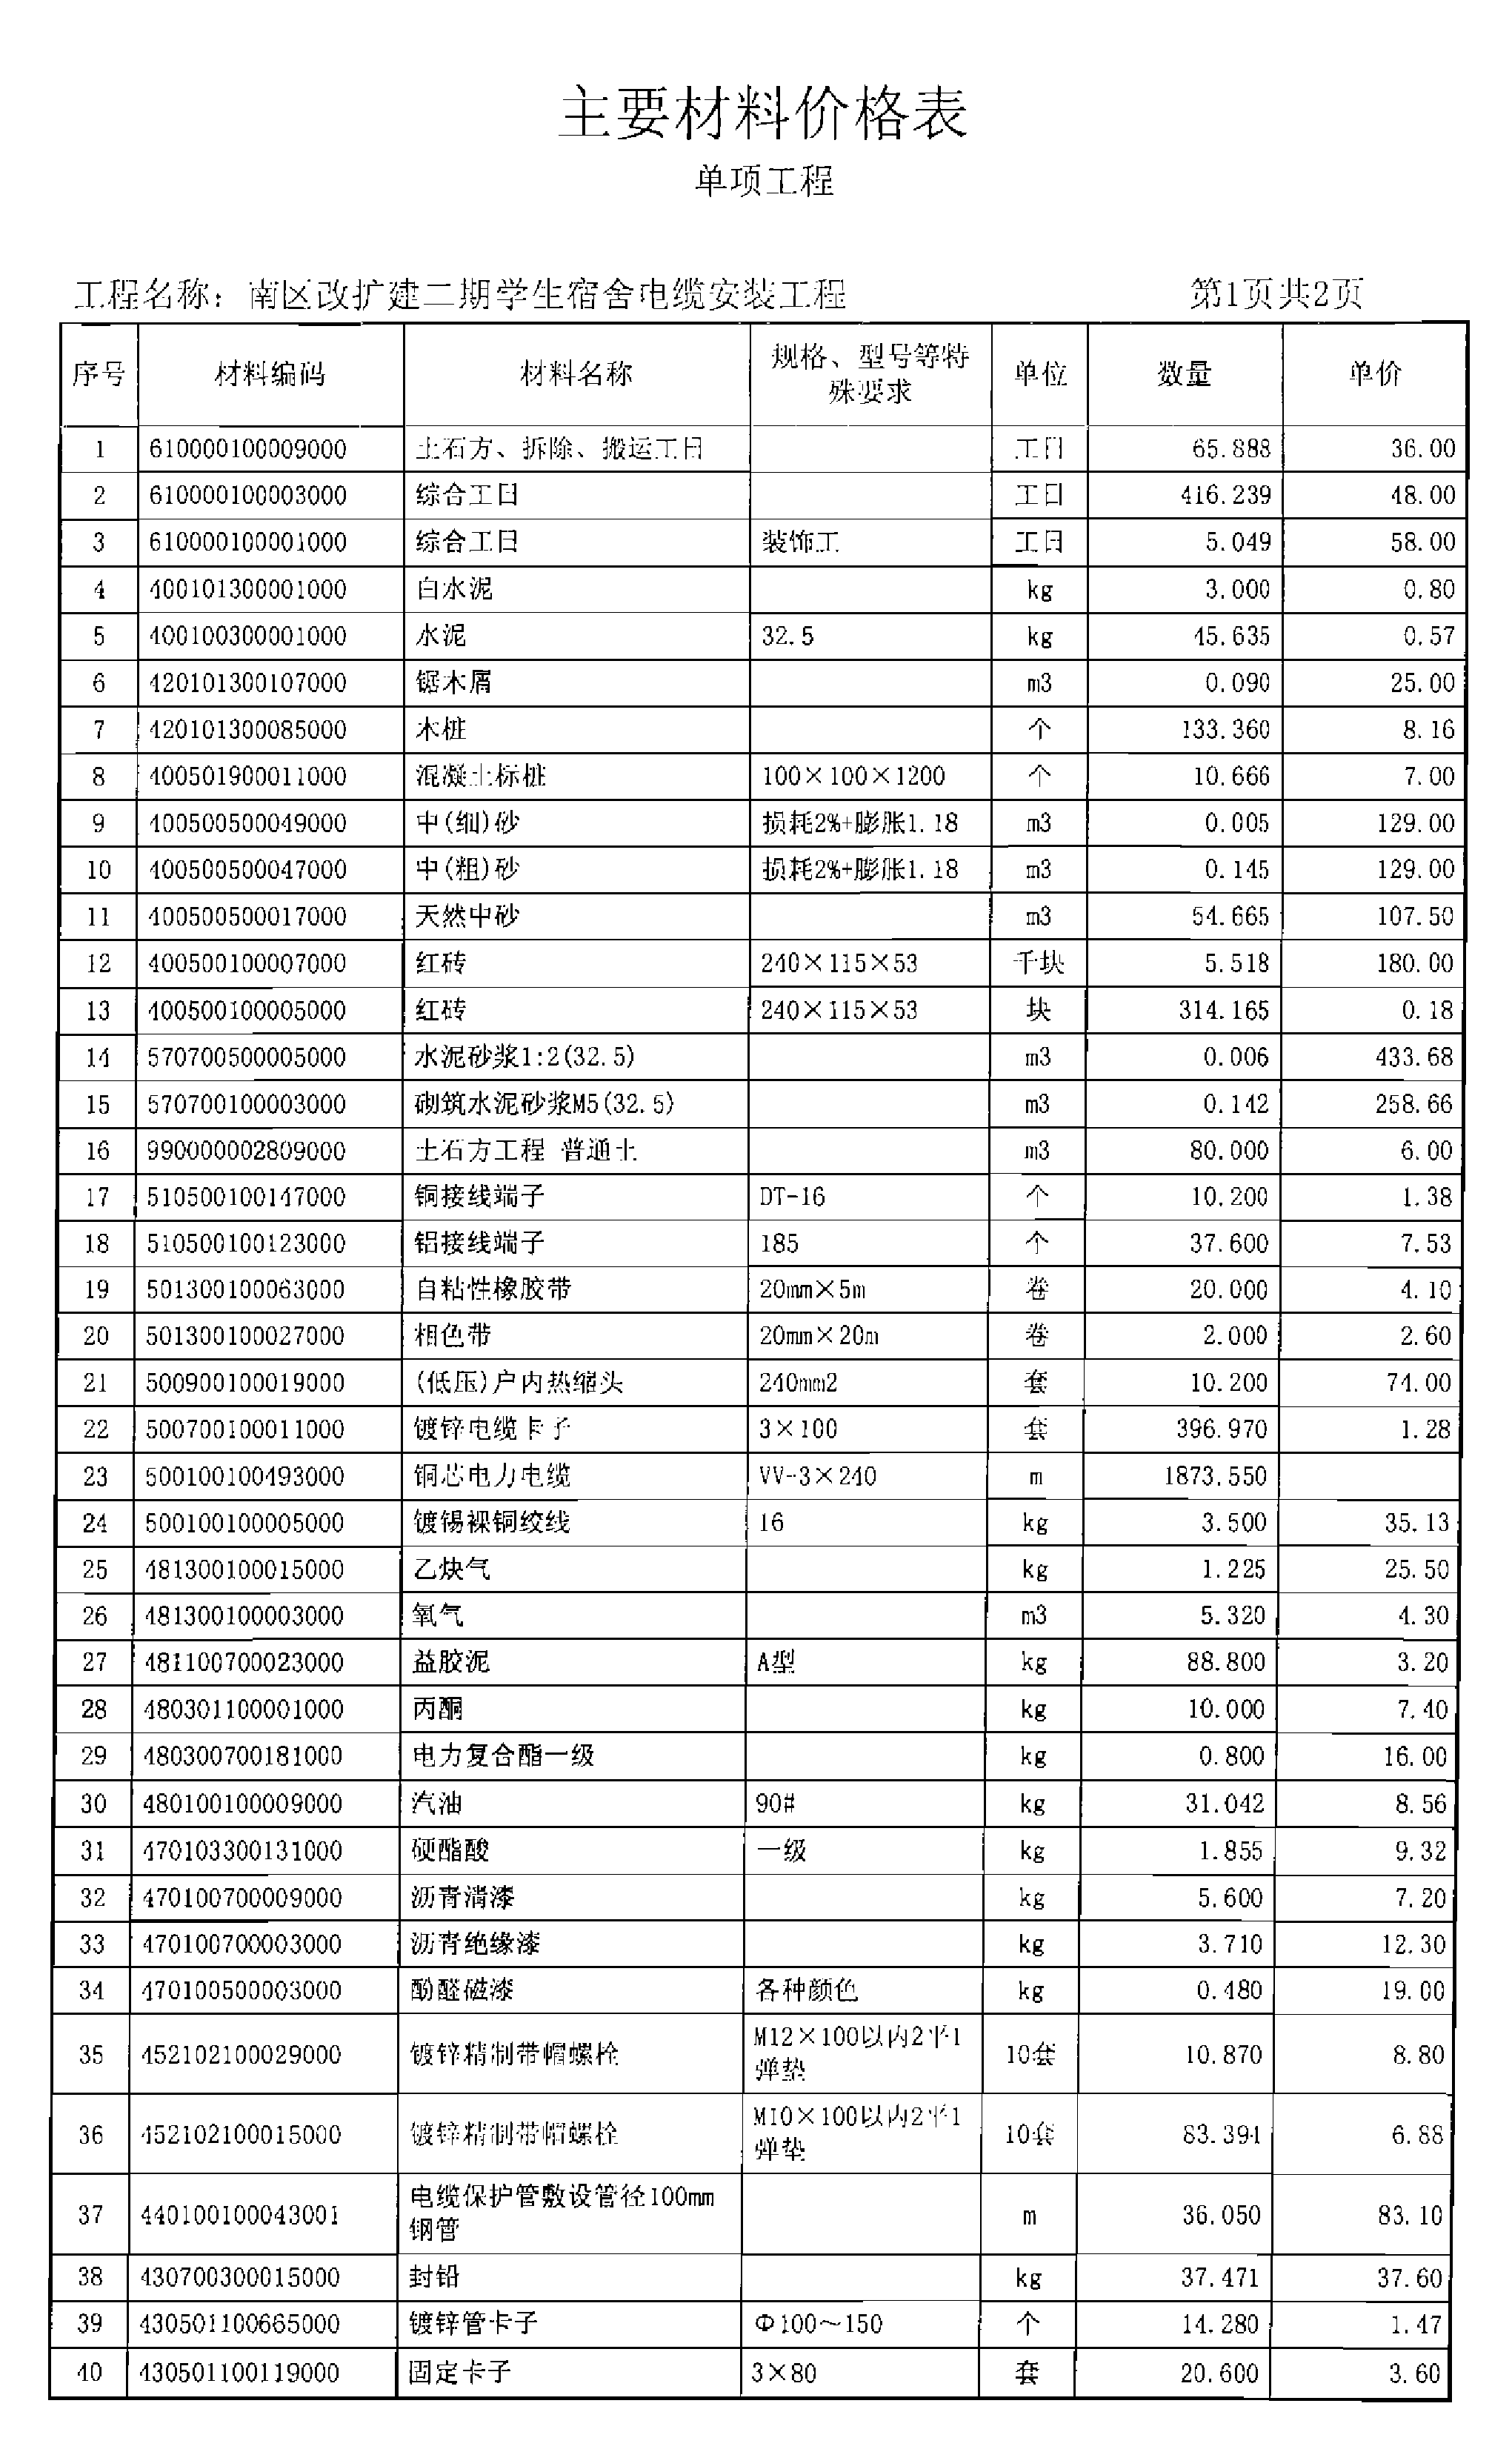 主要材料价格表
单项工程
工程名称：南区改扩建二期学生宿舍电缆安装工程 第1页共2页
序号 材料编码 材料名称 规格、型号等特殊要求 单位 数量 单价
1 610000100009000 土石方、拆除、搬运工日 工日 65.888 36.00
2 610000100003000 综合工日 工日 416.239 48.00
3 610000100001000 综合工日 装饰工 工日 5.049 58.00
4 400101300001000 白水泥 kg 3.000 0.80
5 400100300001000 水泥 32.5 kg 45.635 0.57
6 420101300107000 锯木屑 m3 0.090 25.00
7 420101300085000 木桩 个 133.360 8.16
8 400501900011000 混凝土标桩 100×100×1200 个 10.666 7.00
9 400500500049000 中(细)砂 损耗2%+膨胀1.18 m3 0.005 129.00
10 400500500047000 中(粗)砂 损耗2%+膨胀1.18 m3 0.145 129.00
11 400500500017000 天然中砂 m3 54.665 107.50
12 400500100007000 红砖 240×115×53 千块 5.518 180.00
13 400500100005000 红砖 240×115×53 块 314.165 0.18
14 570700500005000 水泥砂浆1:2(32.5) m3 0.006 433.68
15 570700100003000 砌筑水泥砂浆M5(32.5) m3 0.142 258.66
16 990000002809000 土石方工程 普通土 m3 80.000 6.00
17 510500100147000 铜接线端子 DT-16 个 10.200 1.38
18 510500100123000 铝接线端子 185 个 37.600 7.53
19 501300100063000 自粘性橡胶带 20mm×5m 卷 20.000 4.10
20 501300100027000 相色带 20mm×20m 卷 2.000 2.60
21 500900100019000 (低压)户内热缩头 240mm2 套 10.200 74.00
22 500700100011000 镀锌电缆卡子 3×100 套 396.970 1.28
23 500100100493000 铜芯电力电缆 VV-3×240 m 1873.550
24 500100100005000 镀锡裸铜绞线 16 kg 3.500 35.13
25 481300100015000 乙炔气 kg 1.225 25.50
26 481300100003000 氧气 m3 5.320 4.30
27 481100700023000 益胶泥 A型 kg 88.800 3.20
28 480301100001000 丙酮 kg 10.000 7.40
29 480300700181000 电力复合酯一级 kg 0.800 16.00
30 480100100009000 汽油 90# kg 31.042 8.56
31 470103300131000 硬酯酸 一级 kg 1.855 9.32
32 470100700009000 沥青清漆 kg 5.600 7.20
33 470100700003000 沥青绝缘漆 kg 3.710 12.30
34 470100500003000 酚醛磁漆 各种颜色 kg 0.480 19.00
35 452102100029000 镀锌精制带帽螺栓 M12×100以内2平1弹垫 10套 10.870 8.80
36 452102100015000 镀锌精制带帽螺栓 M10×100以内2平1弹垫 10套 83.394 6.88
37 440100100043001 电缆保护管敷设管径100mm钢管 m 36.050 83.10
38 430700300015000 封铅 kg 37.471 37.60
39 430501100665000 镀锌管卡子 Φ100～150 个 14.280 1.47
40 430501100119000 固定卡子 3×80 套 20.600 3.60